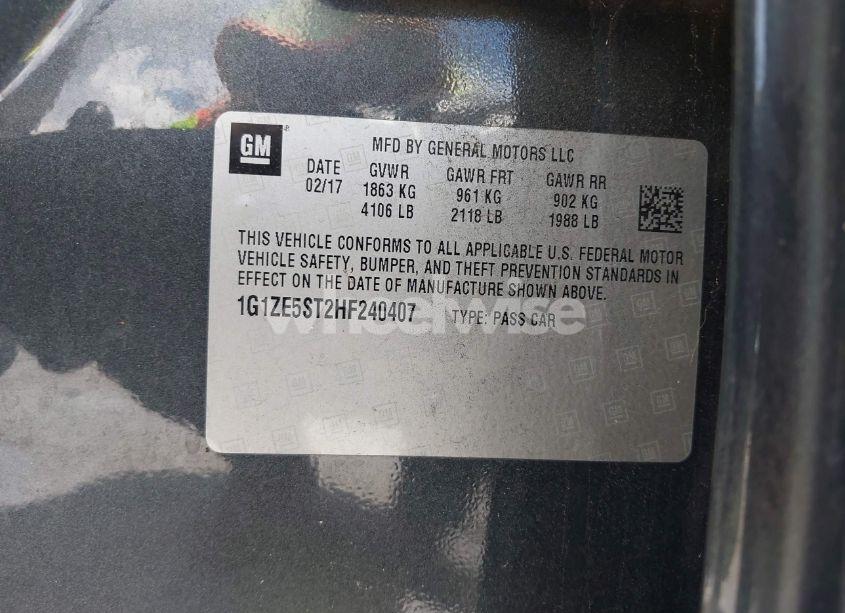 GM
MFD BY GENERAL MOTORS LLC
DATE GVWR GAWR FRT GAWR RR
02/17 1863 KG 961 KG 902 KG
4106 LB 2118 LB 1988 LB
THIS VEHICLE CONFORMS TO ALL APPLICABLE U.S. FEDERAL MOTOR
VEHICLE SAFETY, BUMPER, AND THEFT PREVENTION STANDARDS IN
EFFECT ON THE DATE OF MANUFACTURE SHOWN ABOVE.
1G1ZE5ST2HF240407 TYPE: PASS CAR
wheelwise